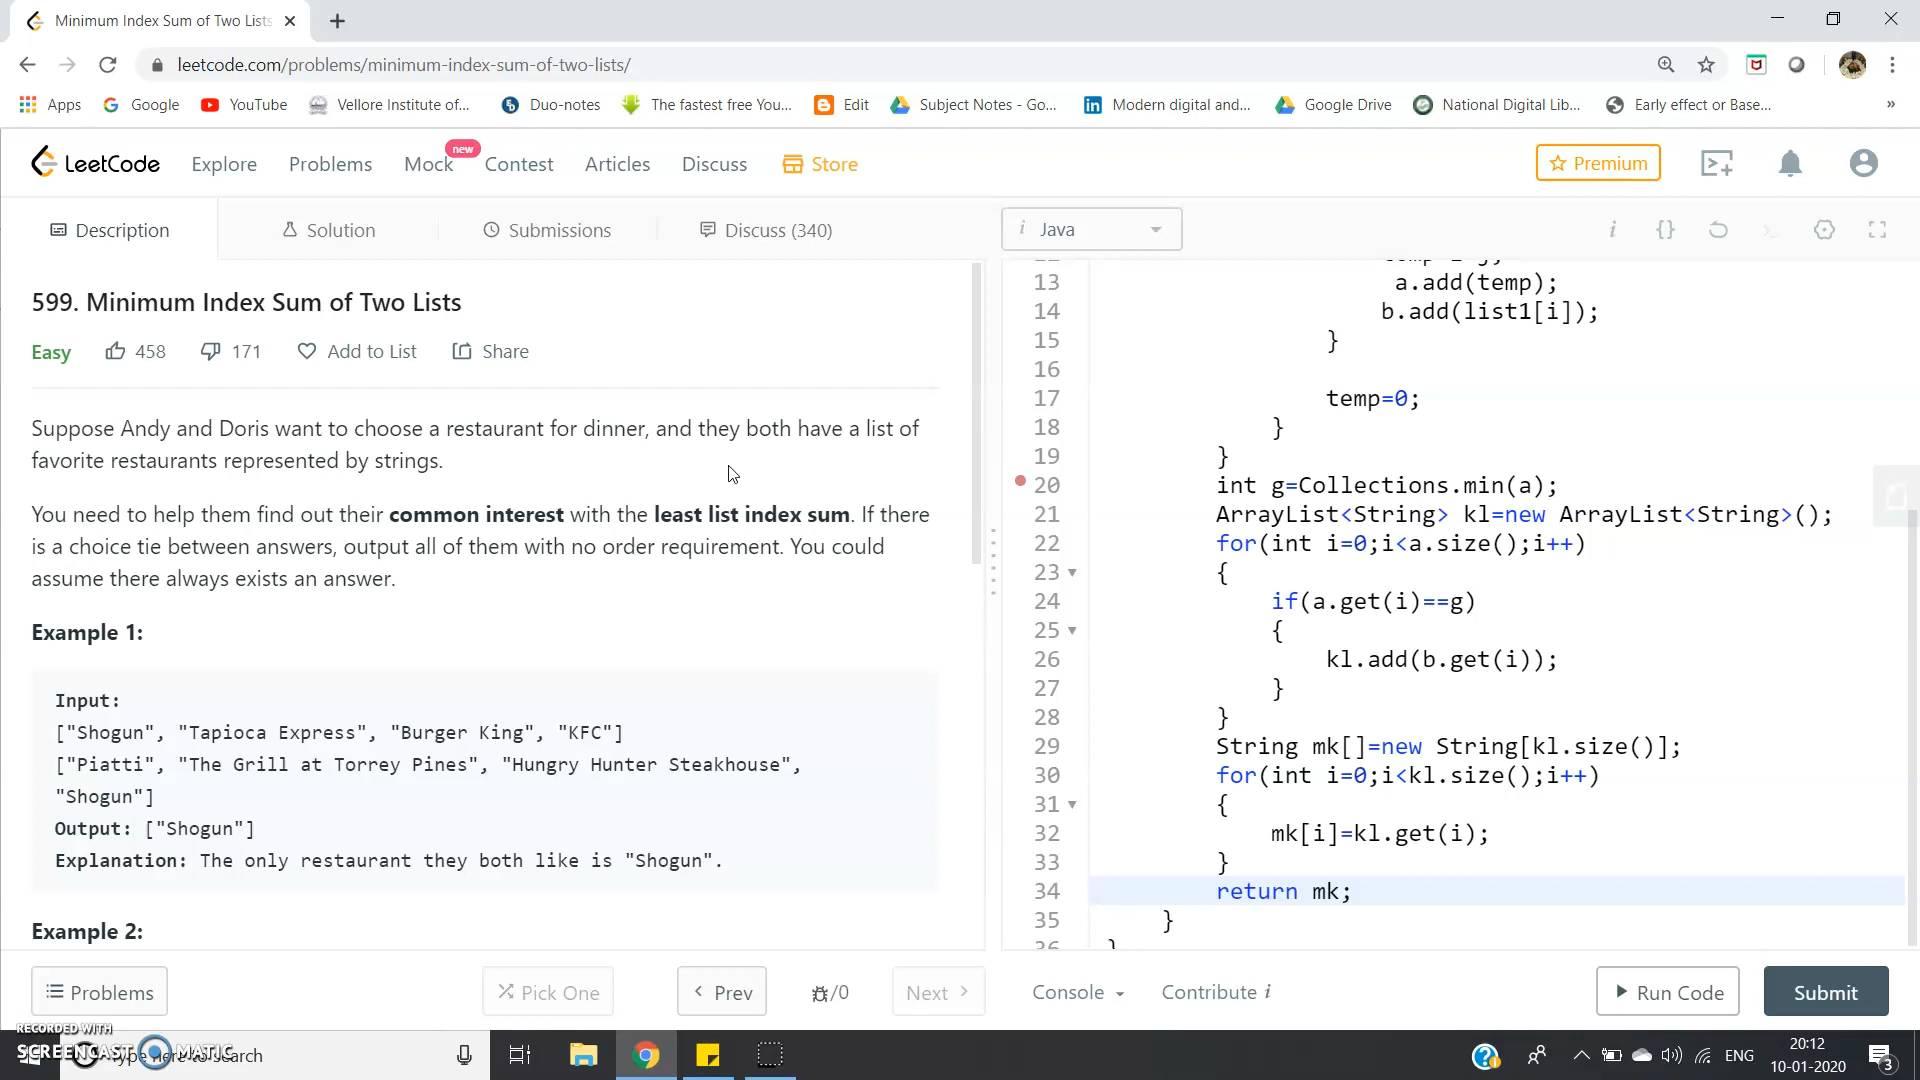 Minimum Index Sum of Two Lists
leetcode.com/problems/minimum-index-sum-of-two-lists/
Apps Google YouTube Vellore Institute of... Duo-notes The fastest free You... Edit Subject Notes - Go... Modern digital and... Google Drive National Digital Lib... Early effect or Base... »
LeetCode Explore Problems Mock new Contest Articles Discuss Store Premium
Description Solution Submissions Discuss (340)
i Java
599. Minimum Index Sum of Two Lists
Easy 458 171 Add to List Share
Suppose Andy and Doris want to choose a restaurant for dinner, and they both have a list of
favorite restaurants represented by strings.
You need to help them find out their common interest with the least list index sum. If there
is a choice tie between answers, output all of them with no order requirement. You could
assume there always exists an answer.
Example 1:
Input:
["Shogun", "Tapioca Express", "Burger King", "KFC"]
["Piatti", "The Grill at Torrey Pines", "Hungry Hunter Steakhouse",
"Shogun"]
Output: ["Shogun"]
Explanation: The only restaurant they both like is "Shogun".
Example 2:
13 a.add(temp);
14 b.add(list1[i]);
15 }
16
17 temp=0;
18 }
19 }
20 int g=Collections.min(a);
21 ArrayList<String> kl=new ArrayList<String>();
22 for(int i=0;i<a.size();i++)
23 {
24 if(a.get(i)==g)
25 {
26 kl.add(b.get(i));
27 }
28 }
29 String mk[]=new String[kl.size()];
30 for(int i=0;i<kl.size();i++)
31 {
32 mk[i]=kl.get(i);
33 }
34 return mk;
35 }
36 }
Problems Pick One Prev /0 Next Console Contribute i Run Code Submit
RECORDED WITH
SCREENCAST MATIC
Type here to search
ENG
20:12
10-01-2020
3